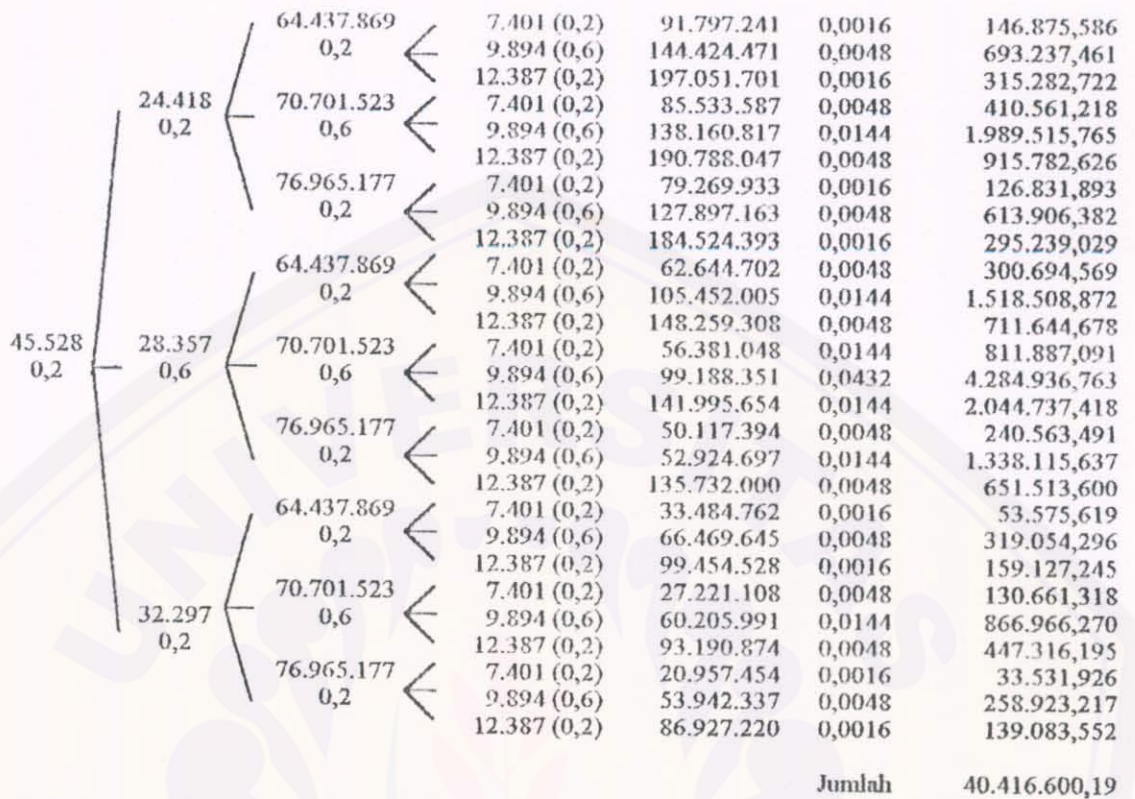 64.437.869 7.401 (0,2) 91.797.241 0,0016 146.875,586
0,2 9.894 (0,6) 144.424.471 0,0048 693.237,461
12.387 (0,2) 197.051.701 0,0016 315.282,722
24.418 70.701.523 7.401 (0,2) 85.533.587 0,0048 410.561,218
0,2 0,6 9.894 (0,6) 138.160.817 0,0144 1.989.515,765
12.387 (0,2) 190.788.047 0,0048 915.782,626
76.965.177 7.401 (0,2) 79.269.933 0,0016 126.831,893
0,2 9.894 (0,6) 127.897.163 0,0048 613.906,382
12.387 (0,2) 184.524.393 0,0016 295.239,029
64.437.869 7.401 (0,2) 62.644.702 0,0048 300.694,569
0,2 9.894 (0,6) 105.452.005 0,0144 1.518.508,872
12.387 (0,2) 148.259.308 0,0048 711.644,678
45.528 28.357 70.701.523 7.401 (0,2) 56.381.048 0,0144 811.887,091
0,2 0,6 0,6 9.894 (0,6) 99.188.351 0,0432 4.284.936,763
12.387 (0,2) 141.995.654 0,0144 2.044.737,418
76.965.177 7.401 (0,2) 50.117.394 0,0048 240.563,491
0,2 9.894 (0,6) 52.924.697 0,0144 1.338.115,637
12.387 (0,2) 135.732.000 0,0048 651.513,600
64.437.869 7.401 (0,2) 33.484.762 0,0016 53.575,619
0,2 9.894 (0,6) 66.469.645 0,0048 319.054,296
12.387 (0,2) 99.454.528 0,0016 159.127,245
70.701.523 7.401 (0,2) 27.221.108 0,0048 130.661,318
32.297 0,6 9.894 (0,6) 60.205.991 0,0144 866.966,270
0,2 12.387 (0,2) 93.190.874 0,0048 447.316,195
76.965.177 7.401 (0,2) 20.957.454 0,0016 33.531,926
0,2 9.894 (0,6) 53.942.337 0,0048 258.923,217
12.387 (0,2) 86.927.220 0,0016 139.083,552
Jumlah 40.416.600,19
UNIVERSITAS